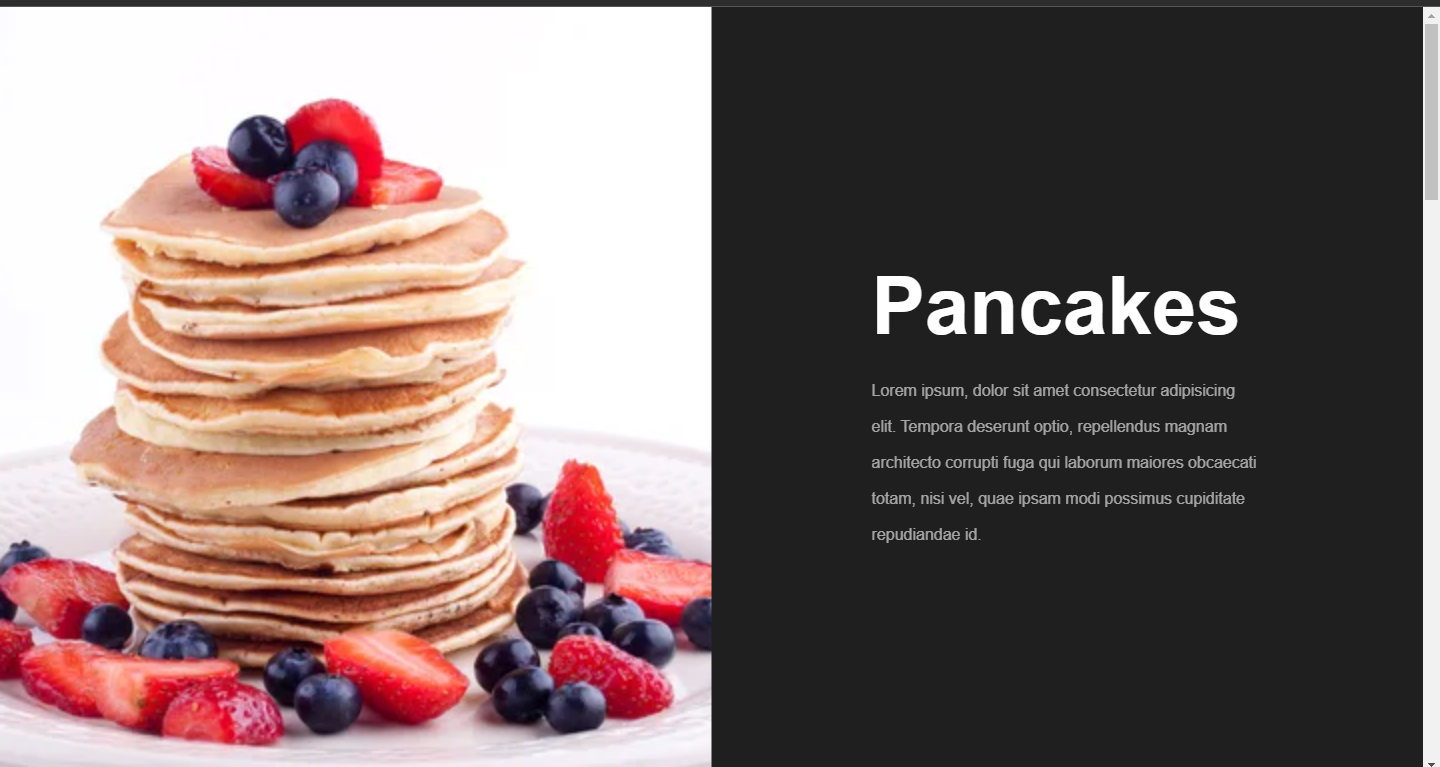 Pancakes
Lorem ipsum, dolor sit amet consectetur adipisicing
elit. Tempora deserunt optio, repellendus magnam
architecto corrupti fuga qui laborum maiores obcaecati
totam, nisi vel, quae ipsam modi possimus cupiditate
repudiandae id.